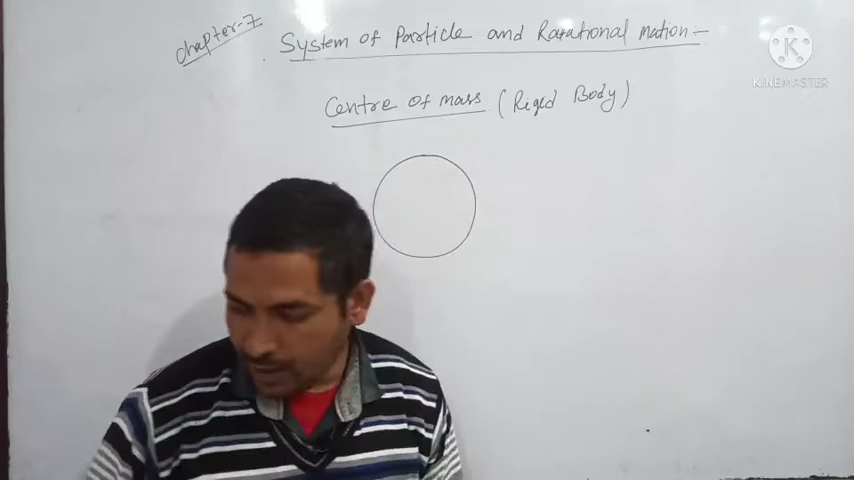 chapter-7
System of Particle and Rotational motion -
Centre of mass (Rigid Body)
K
KINEMASTER